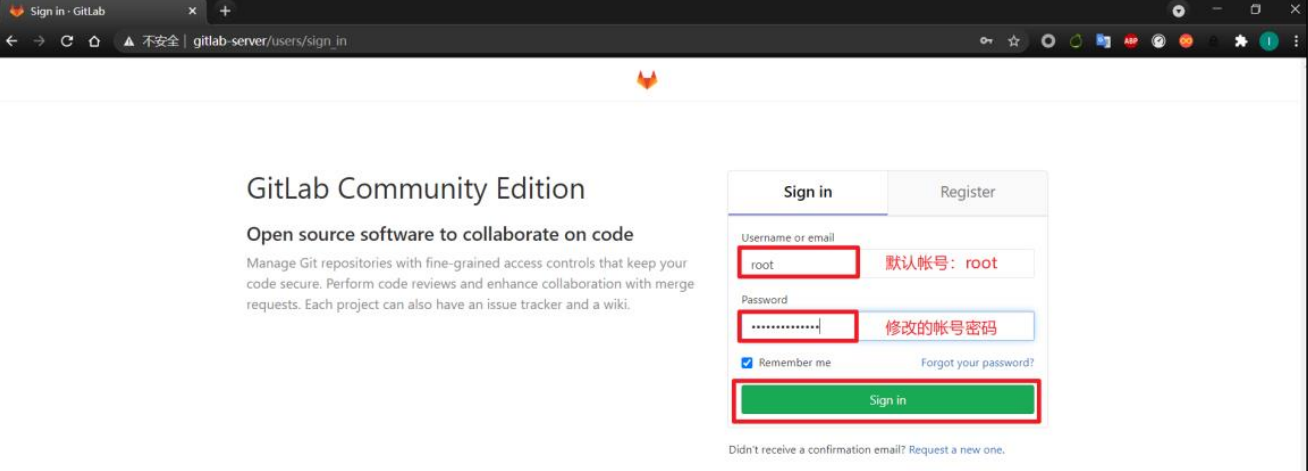 Sign in · GitLab
不安全 | gitlab-server/users/sign_in
ABP
I
GitLab Community Edition
Open source software to collaborate on code
Manage Git repositories with fine-grained access controls that keep your
code secure. Perform code reviews and enhance collaboration with merge
requests. Each project can also have an issue tracker and a wiki.
Sign in Register
Username or email
root 默认帐号：root
Password
修改的帐号密码
Remember me Forgot your password?
Sign in
Didn't receive a confirmation email? Request a new one.